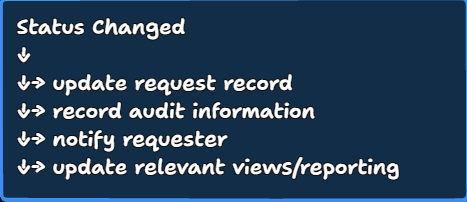 Status Changed
↓
↓→ update request record
↓→ record audit information
↓→ notify requester
↓→ update relevant views/reporting